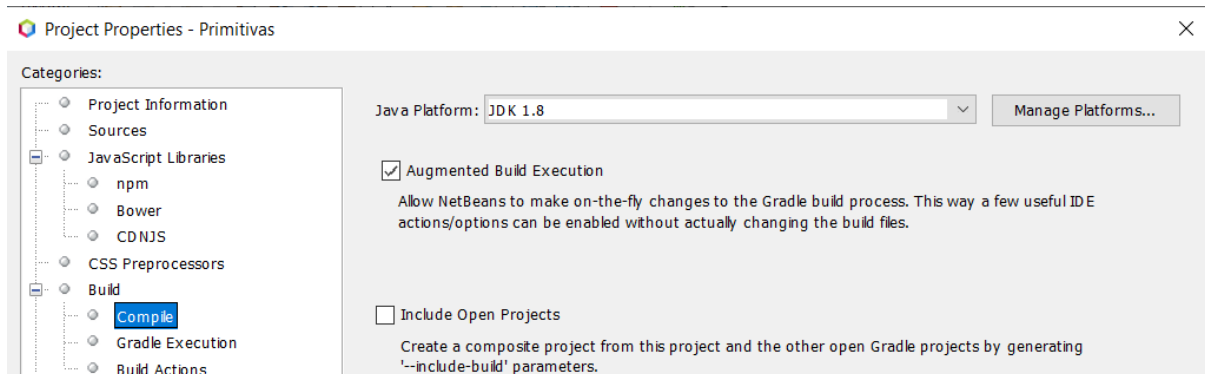 Project Properties - Primitivas
Categories:
Project Information
Sources
JavaScript Libraries
npm
Bower
CDNJS
CSS Preprocessors
Build
Compile
Gradle Execution
Build Actions
Java Platform: JDK 1.8 Manage Platforms...
Augmented Build Execution
Allow NetBeans to make on-the-fly changes to the Gradle build process. This way a few useful IDE
actions/options can be enabled without actually changing the build files.
Include Open Projects
Create a composite project from this project and the other open Gradle projects by generating
'--include-build' parameters.